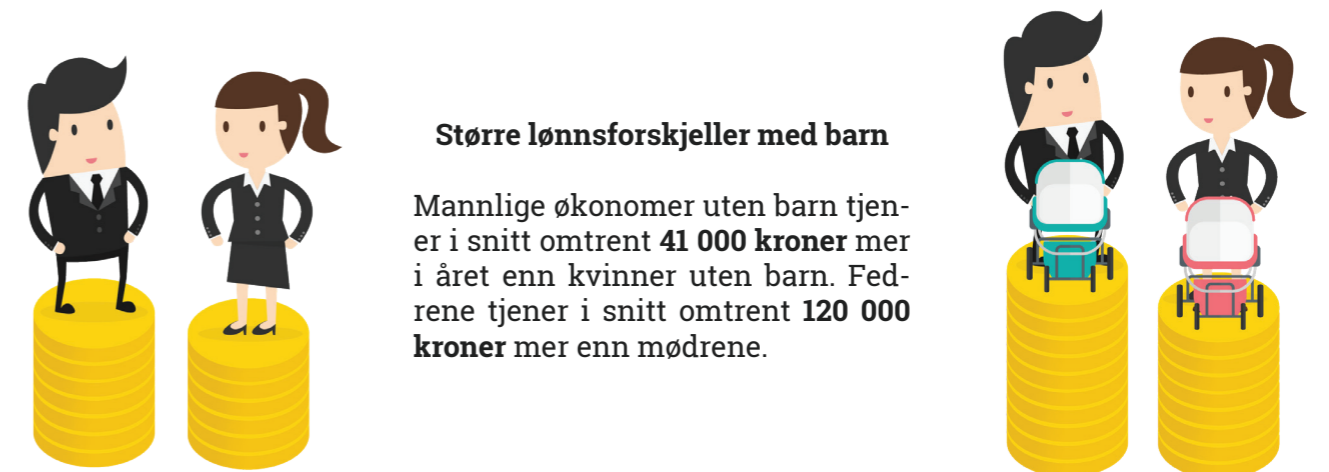 Større lønnsforskjeller med barn
Mannlige økonomer uten barn tjen-
er i snitt omtrent 41 000 kroner mer
i året enn kvinner uten barn. Fed-
rene tjener i snitt omtrent 120 000
kroner mer enn mødrene.